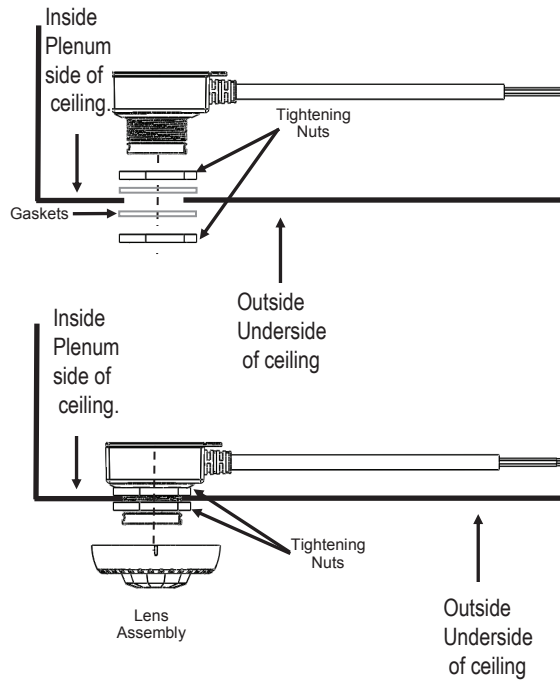 Inside
Plenum
side of
ceiling.
Tightening
Nuts
Gaskets
Outside
Underside
of ceiling
Inside
Plenum
side of
ceiling.
Tightening
Nuts
Lens
Assembly
Outside
Underside
of ceiling